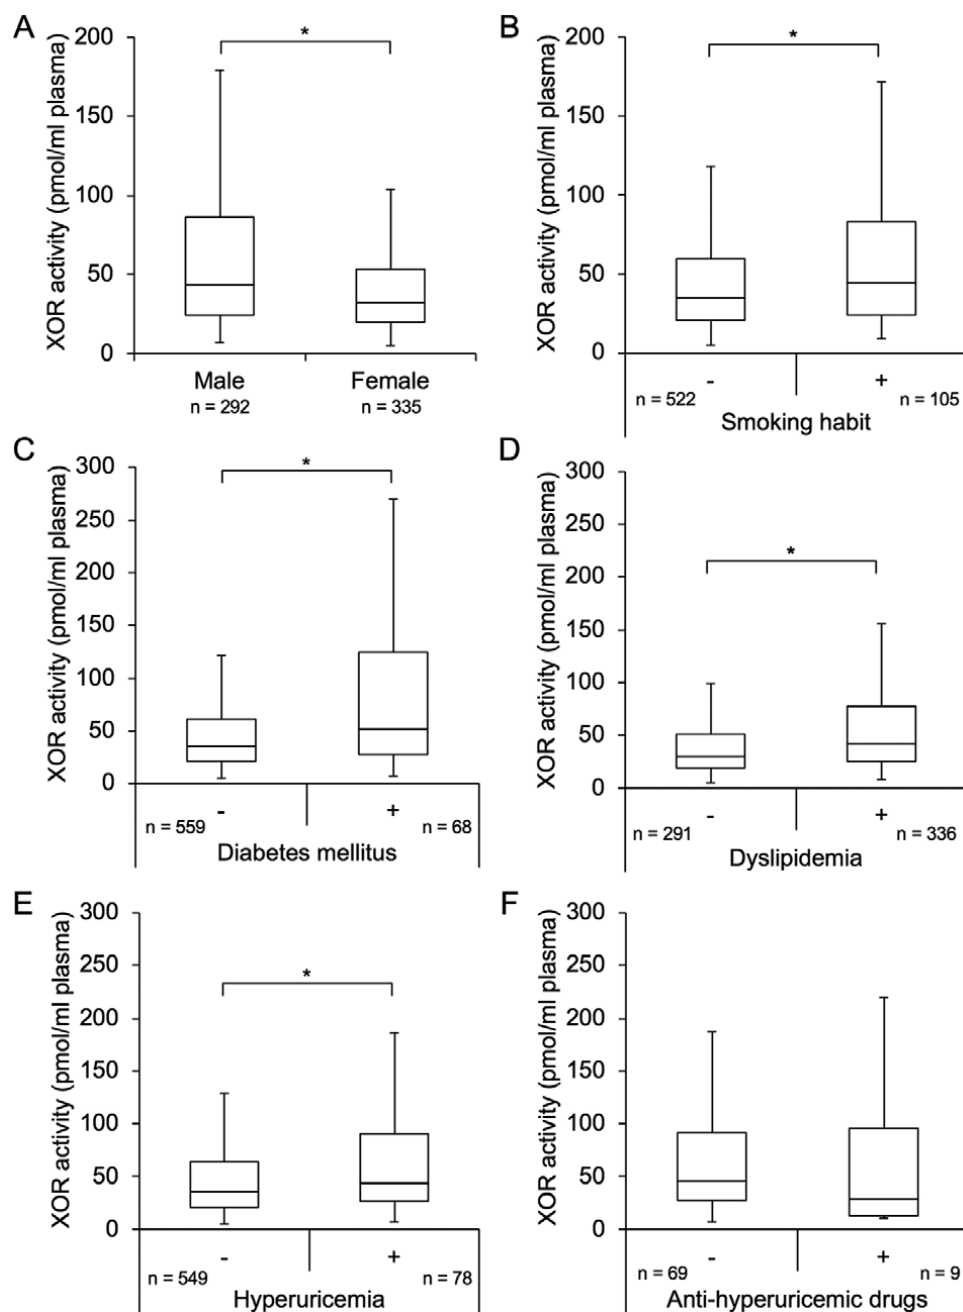 A
B
XOR activity (pmol/ml plasma)
200
150
100
50
0
*
Male
Female
n = 292
n = 335
XOR activity (pmol/ml plasma)
200
150
100
50
0
*
-
+
n = 522
n = 105
Smoking habit
C
D
XOR activity (pmol/ml plasma)
300
250
200
150
100
50
0
*
-
+
n = 559
n = 68
Diabetes mellitus
XOR activity (pmol/ml plasma)
300
250
200
150
100
50
0
*
-
+
n = 291
n = 336
Dyslipidemia
E
F
XOR activity (pmol/ml plasma)
300
250
200
150
100
50
0
*
-
+
n = 549
n = 78
Hyperuricemia
XOR activity (pmol/ml plasma)
300
250
200
150
100
50
0
-
+
n = 69
n = 9
Anti-hyperuricemic drugs